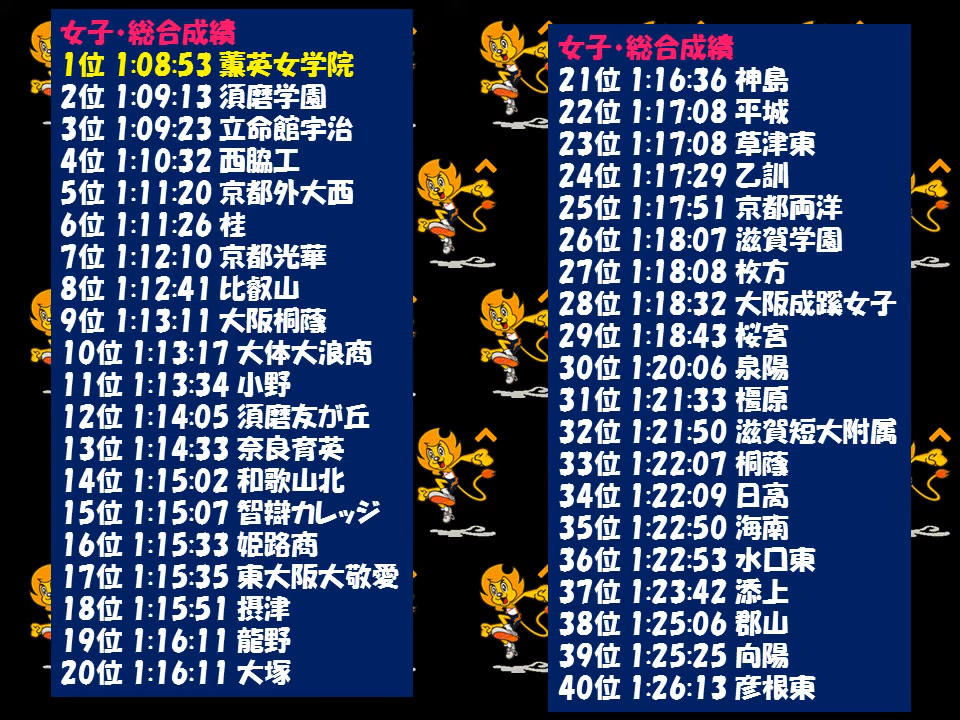 女子・総合成績
1位 1:08:53 薫英女学院
2位 1:09:13 須磨学園
3位 1:09:23 立命館宇治
4位 1:10:32 西脇工
5位 1:11:20 京都外大西
6位 1:11:26 桂
7位 1:12:10 京都光華
8位 1:12:41 比叡山
9位 1:13:11 大阪桐蔭
10位 1:13:17 大体大浪商
11位 1:13:34 小野
12位 1:14:05 須磨友が丘
13位 1:14:33 奈良育英
14位 1:15:02 和歌山北
15位 1:15:07 智辯カレッジ
16位 1:15:33 姫路商
17位 1:15:35 東大阪大敬愛
18位 1:15:51 摂津
19位 1:16:11 龍野
20位 1:16:11 大塚
女子・総合成績
21位 1:16:36 神島
22位 1:17:08 平城
23位 1:17:08 草津東
24位 1:17:29 乙訓
25位 1:17:51 京都両洋
26位 1:18:07 滋賀学園
27位 1:18:08 枚方
28位 1:18:32 大阪成蹊女子
29位 1:18:43 桜宮
30位 1:20:06 泉陽
31位 1:21:33 橿原
32位 1:21:50 滋賀短大附属
33位 1:22:07 桐蔭
34位 1:22:09 日高
35位 1:22:50 海南
36位 1:22:53 水口東
37位 1:23:42 添上
38位 1:25:06 郡山
39位 1:25:25 向陽
40位 1:26:13 彦根東